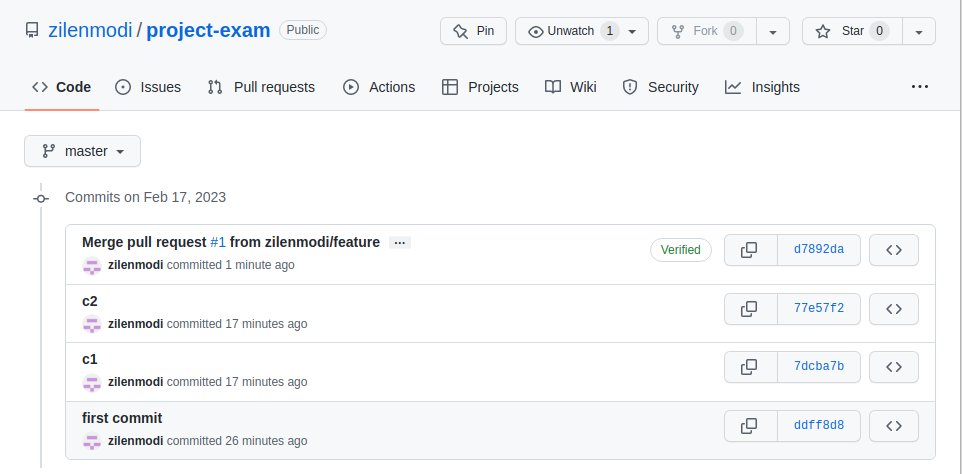 zilenmodi / project-exam Public Pin Unwatch 1 Fork 0 Star 0
Code Issues Pull requests Actions Projects Wiki Security Insights ...
master
Commits on Feb 17, 2023
Merge pull request #1 from zilenmodi/feature ...
zilenmodi committed 1 minute ago Verified d7892da
c2
zilenmodi committed 17 minutes ago 77e57f2
c1
zilenmodi committed 17 minutes ago 7dcba7b
first commit
zilenmodi committed 26 minutes ago ddff8d8